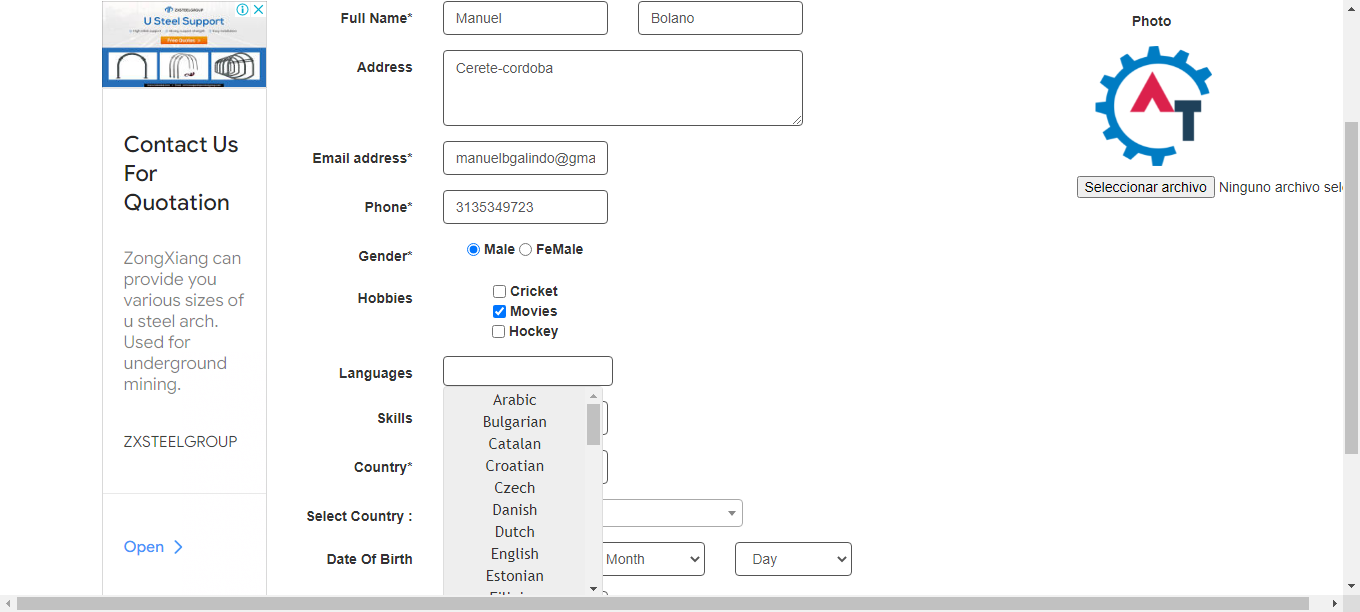 ZXSTEELGROUP
U Steel Support
Free Quotes >
Contact Us
For
Quotation
ZongXiang can
provide you
various sizes of
u steel arch.
Used for
underground
mining.
ZXSTEELGROUP
Open
Full Name*
Manuel
Bolano
Address
Cerete-cordoba
Email address*
manuelbgalindo@gma
Phone*
3135349723
Gender*
Male
FeMale
Hobbies
Cricket
Movies
Hockey
Languages
Arabic
Bulgarian
Catalan
Croatian
Czech
Danish
Dutch
English
Estonian
Skills
Country*
Select Country :
Date Of Birth
Month
Day
Photo
AT
Seleccionar archivo Ninguno archivo sel